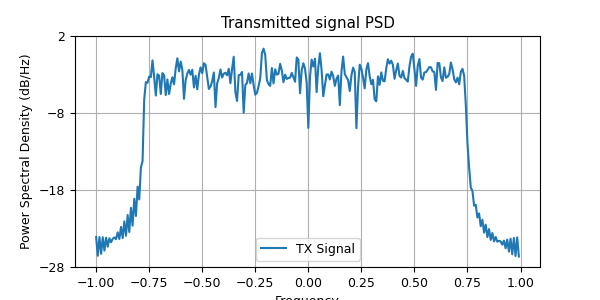 Transmitted signal PSD
Power Spectral Density (dB/Hz)
2
−8
−18
−28
TX Signal
−1.00 −0.75 −0.50 −0.25 0.00 0.25 0.50 0.75 1.00
Frequency